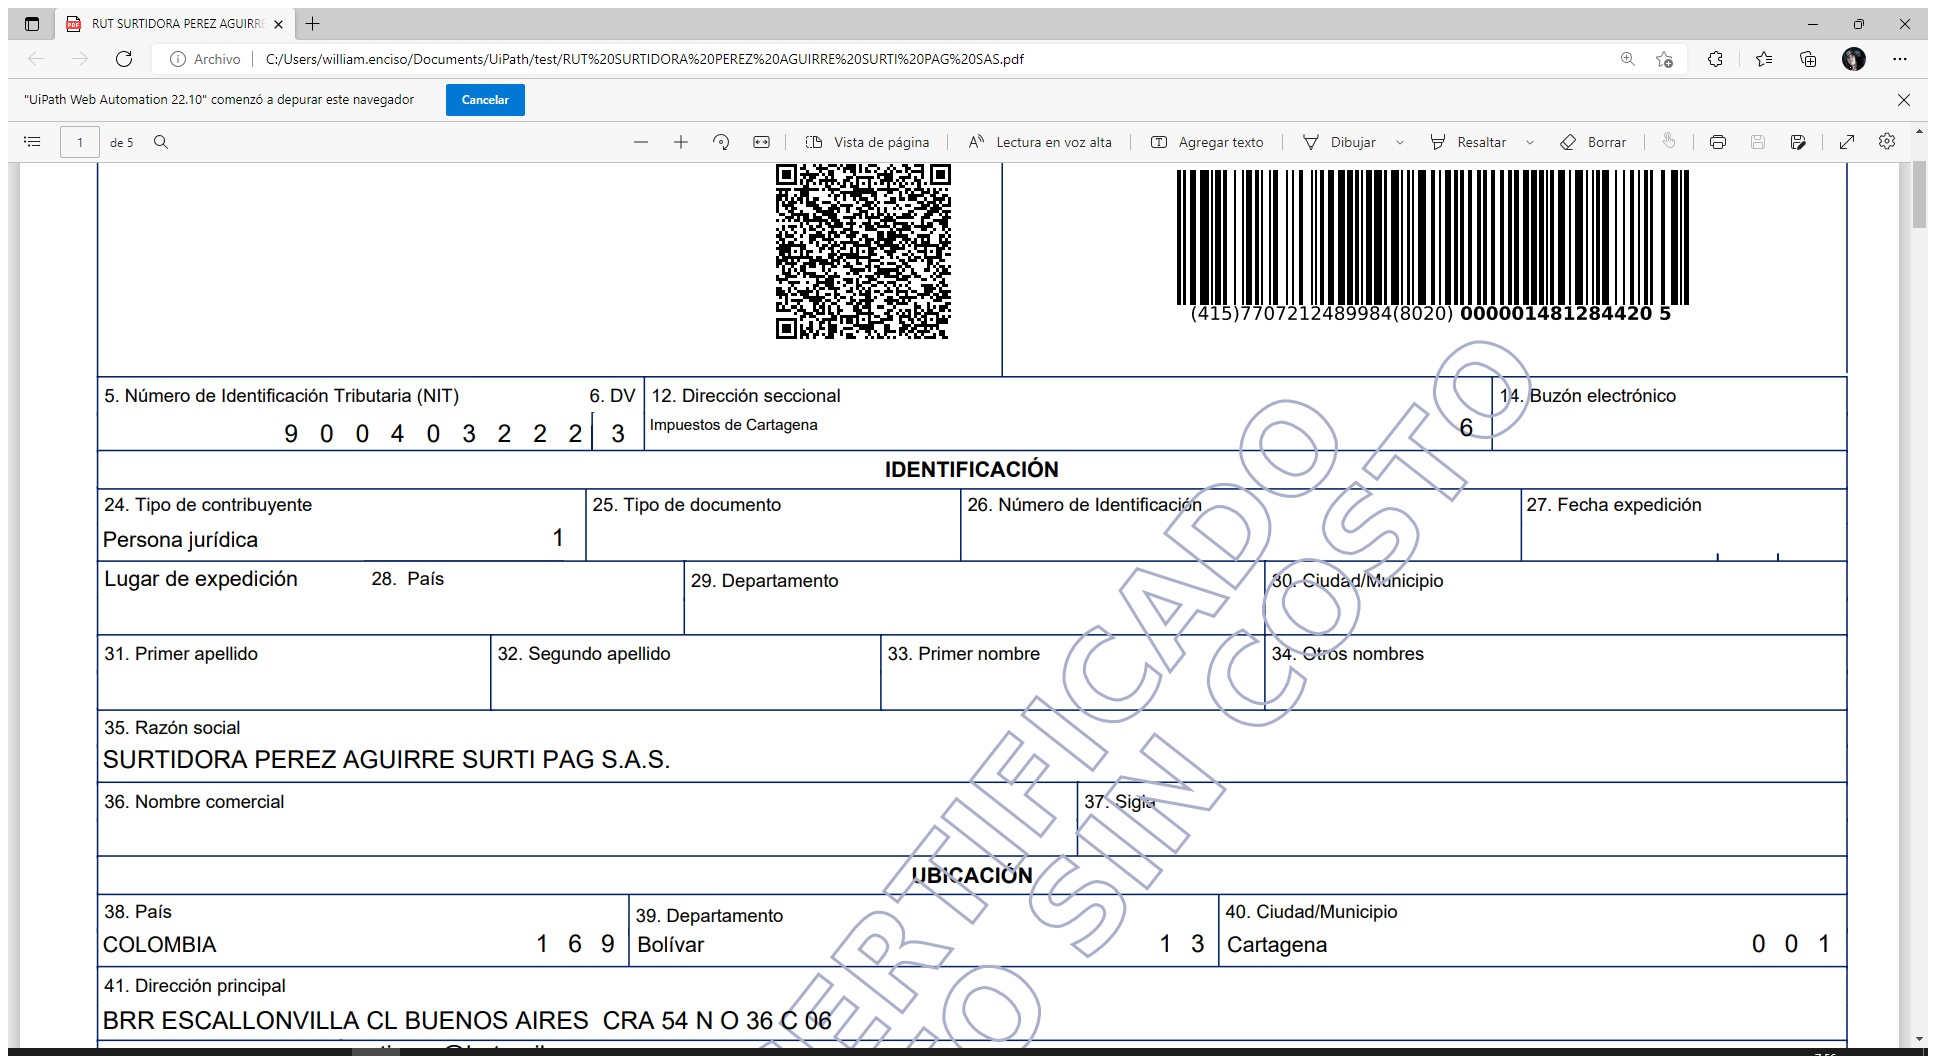 RUT SURTIDORA PEREZ AGUIRRE
Archivo C:/Users/william.enciso/Documents/UiPath/test/RUT%20SURTIDORA%20PEREZ%20AGUIRRE%20SURTI%20PAG%20SAS.pdf
"UiPath Web Automation 22.10" comenzó a depurar este navegador Cancelar
1 de 5 Vista de página Lectura en voz alta Agregar texto Dibujar Resaltar Borrar
(415)7707212489984(8020) 000001481284420 5
5. Número de Identificación Tributaria (NIT) 6. DV 12. Dirección seccional 14. Buzón electrónico
9 0 0 4 0 3 2 2 2 3 Impuestos de Cartagena 6
IDENTIFICACIÓN
24. Tipo de contribuyente 25. Tipo de documento 26. Número de Identificación 27. Fecha expedición
Persona jurídica 1
Lugar de expedición 28. País 29. Departamento 30. Ciudad/Municipio
31. Primer apellido 32. Segundo apellido 33. Primer nombre 34. Otros nombres
35. Razón social
SURTIDORA PEREZ AGUIRRE SURTI PAG S.A.S.
36. Nombre comercial 37. Sigla
UBICACIÓN
38. País 39. Departamento 40. Ciudad/Municipio
COLOMBIA 1 6 9 Bolívar 1 3 Cartagena 0 0 1
41. Dirección principal
BRR ESCALLONVILLA CL BUENOS AIRES CRA 54 N O 36 C 06
ERTIFICADO
O SIN COSTO